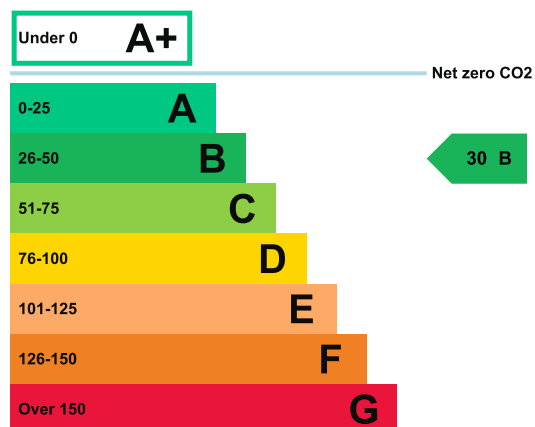 Under 0 A+
Net zero CO2
0-25 A
26-50 B 30 B
51-75 C
76-100 D
101-125 E
126-150 F
Over 150 G